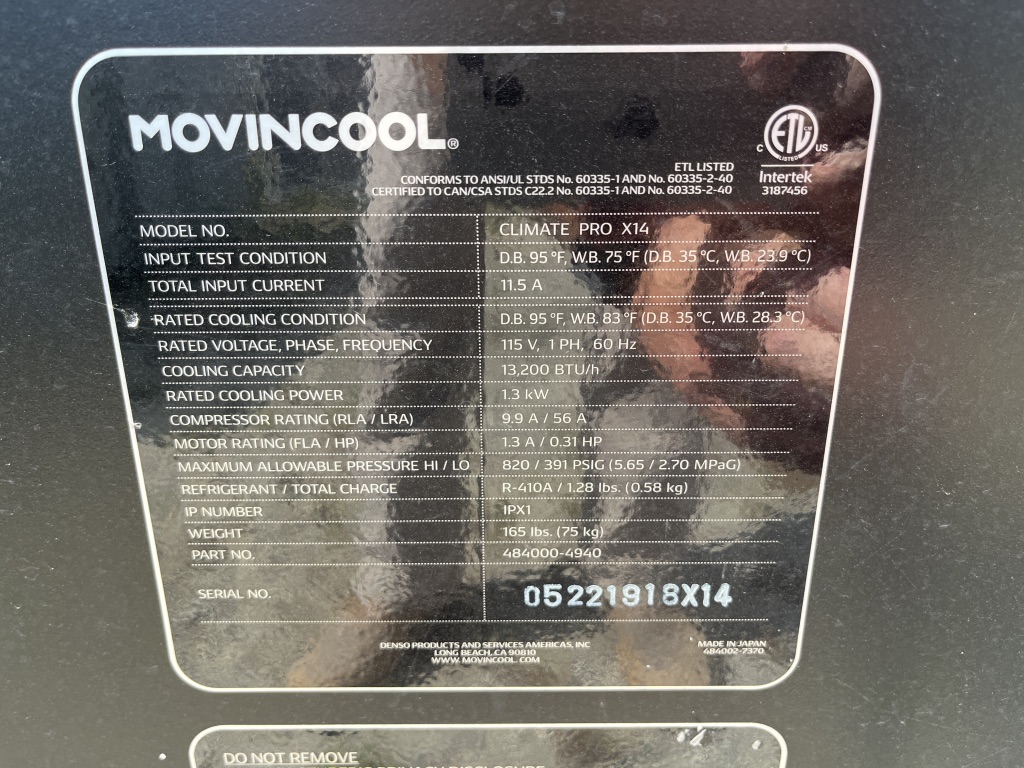 MOVINCOOL®
C ETL CM LISTED US
Intertek
3187456
ETL LISTED
CONFORMS TO ANSI/UL STDS No. 60335-1 AND No. 60335-2-40
CERTIFIED TO CAN/CSA STDS C22.2 No. 60335-1 AND No. 60335-2-40
MODEL NO. CLIMATE PRO X14
INPUT TEST CONDITION D.B. 95 °F, W.B. 75 °F (D.B. 35 °C, W.B. 23.9 °C)
TOTAL INPUT CURRENT 11.5 A
RATED COOLING CONDITION D.B. 95 °F, W.B. 83 °F (D.B. 35 °C, W.B. 28.3 °C)
RATED VOLTAGE, PHASE, FREQUENCY 115 V, 1 PH, 60 Hz
COOLING CAPACITY 13,200 BTU/h
RATED COOLING POWER 1.3 kW
COMPRESSOR RATING (RLA / LRA) 9.9 A / 56 A
MOTOR RATING (FLA / HP) 1.3 A / 0.31 HP
MAXIMUM ALLOWABLE PRESSURE HI / LO 820 / 391 PSIG (5.65 / 2.70 MPaG)
REFRIGERANT / TOTAL CHARGE R-410A / 1.28 lbs. (0.58 kg)
IP NUMBER IPX1
WEIGHT 165 lbs. (75 kg)
PART NO. 484000-4940
SERIAL NO. 05221918X14
DENSO PRODUCTS AND SERVICES AMERICAS, INC
LONG BEACH, CA 90810
WWW.MOVINCOOL.COM
MADE IN JAPAN
484002-7370
DO NOT REMOVE
PRIVACY DISCLOSURE